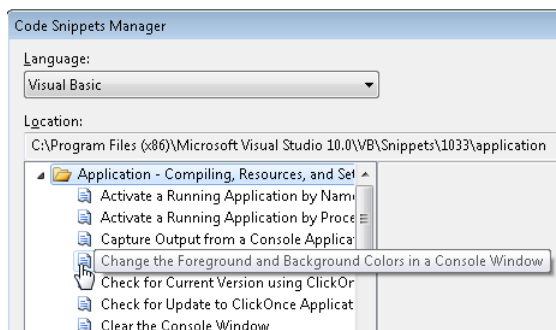 Code Snippets Manager
Language:
Visual Basic
Location:
C:\Program Files (x86)\Microsoft Visual Studio 10.0\VB\Snippets\1033\application
Application - Compiling, Resources, and Set
Activate a Running Application by Name
Activate a Running Application by Proce
Capture Output from a Console Applicat
Change the Foreground and Background Colors in a Console Window
Check for Current Version using ClickOn
Check for Update to ClickOnce Applicat
Clear the Console Window